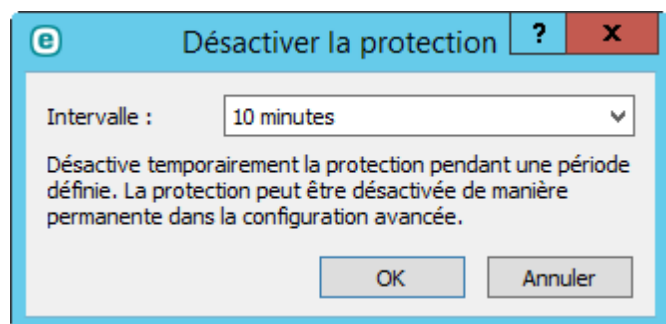 Désactiver la protection ? x
Intervalle : 10 minutes
Désactive temporairement la protection pendant une période
définie. La protection peut être désactivée de manière
permanente dans la configuration avancée.
OK Annuler